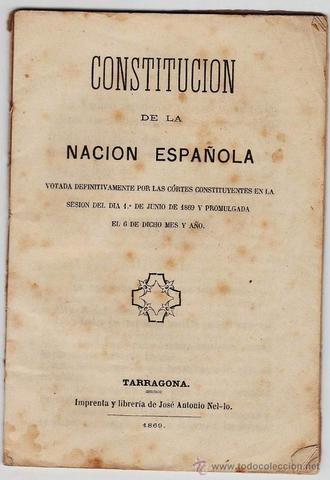 CONSTITUCION
DE LA
NACION ESPAÑOLA
VOTADA DEFINITIVAMENTE POR LAS CÓRTES CONSTITUYENTES EN LA
SESION DEL DIA 1.º DE JUNIO DE 1869 Y PROMULGADA
EL 6 DE DICHO MES Y AÑO.
TARRAGONA.
Imprenta y librería de José Antonio Nel-lo.
1869.
todocoleccion.net